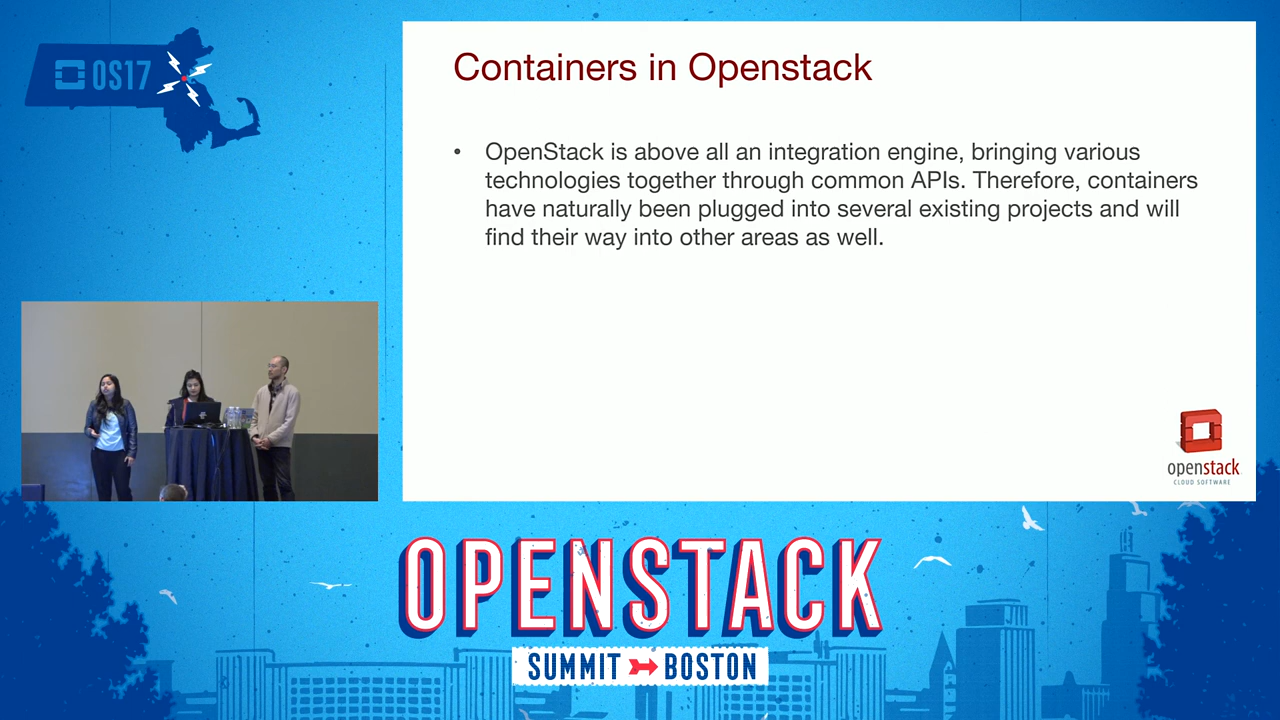 OS17
Containers in Openstack
• OpenStack is above all an integration engine, bringing various
technologies together through common APIs. Therefore, containers
have naturally been plugged into several existing projects and will
find their way into other areas as well.
openstack
CLOUD SOFTWARE
OPENSTACK
SUMMIT BOSTON